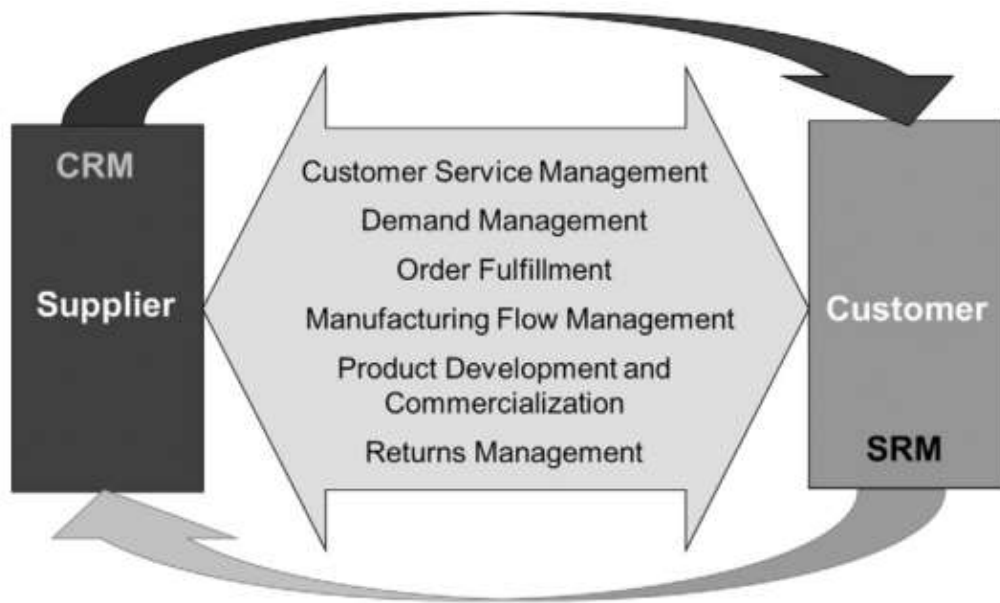 CRM
Supplier
Customer Service Management
Demand Management
Order Fulfillment
Manufacturing Flow Management
Product Development and
Commercialization
Returns Management
Customer
SRM